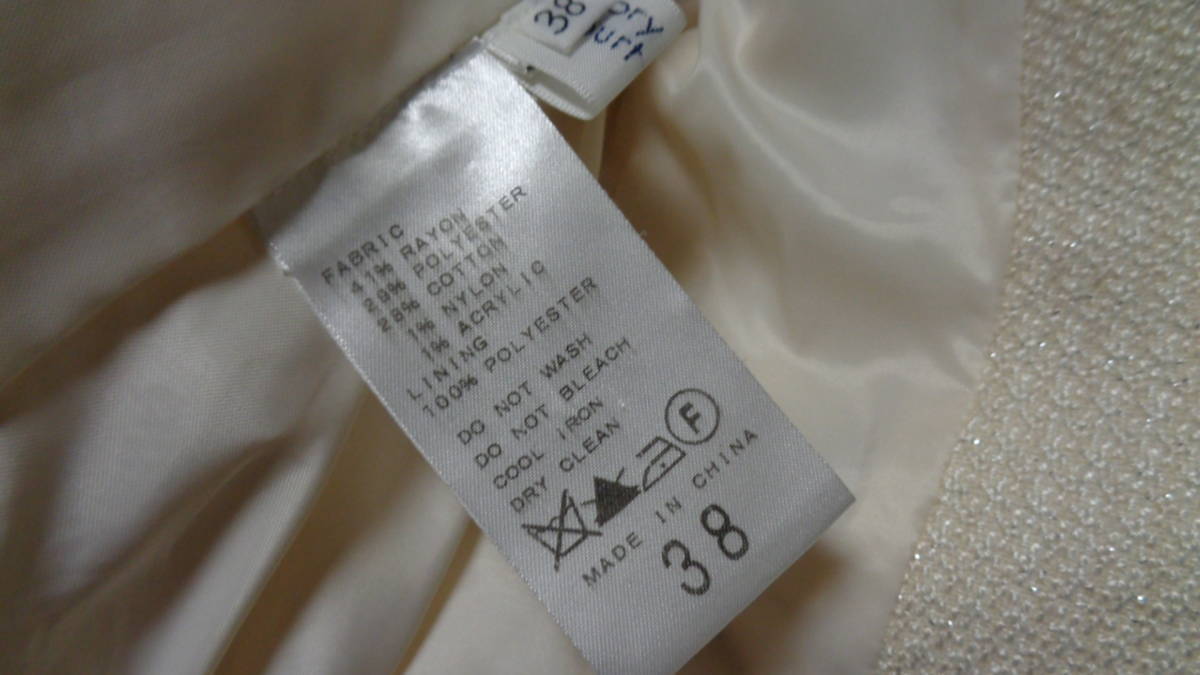 38
FABRIC
41% RAYON
29% POLYESTER
28% COTTON
1% NYLON
1% ACRYLIC
LINING
100% POLYESTER
DO NOT WASH
DO NOT BLEACH
COOL IRON
DRY CLEAN
F
MADE IN CHINA
38